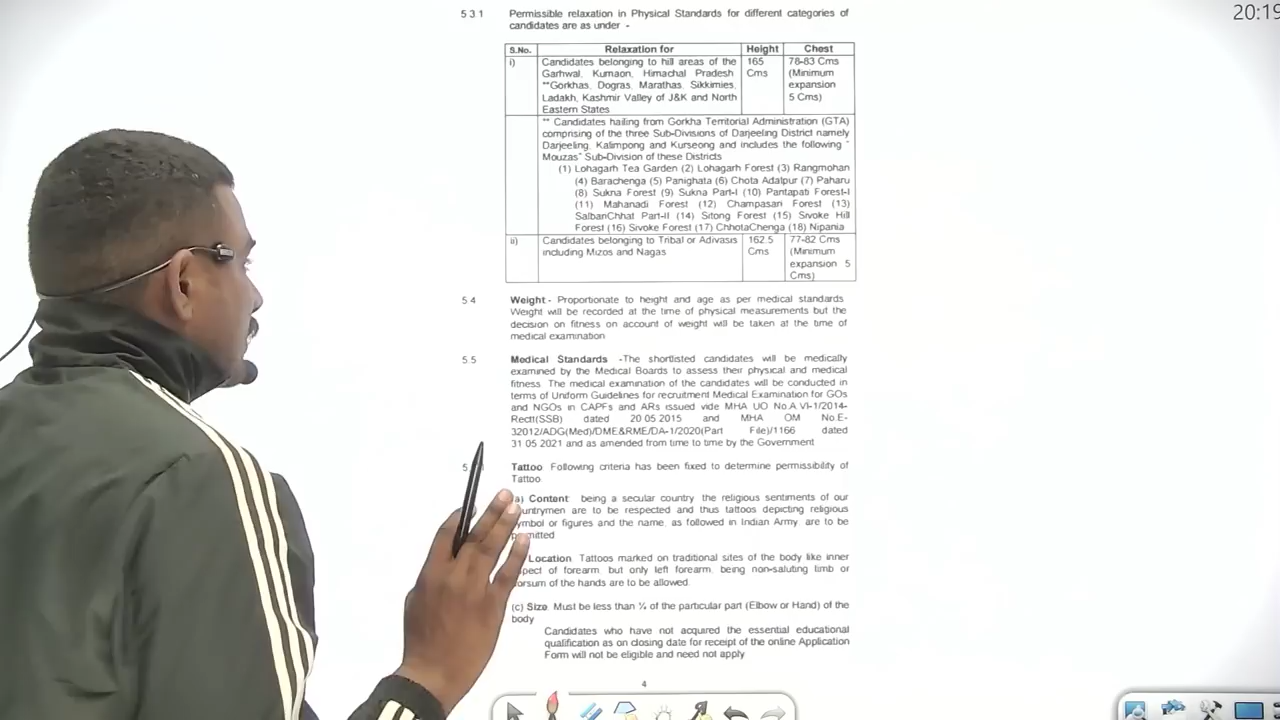 20:19
5.3.1 Permissible relaxation in Physical Standards for different categories of
candidates are as under -
S.No. Relaxation for Height Chest
i) Candidates belonging to hill areas of the 165 78-83 Cms
Garhwal, Kumaon, Himachal Pradesh Cms (Minimum
**Gorkhas, Dogras, Marathas, Sikkimies, expansion
Ladakh, Kashmir Valley of J&K and North 5 Cms)
Eastern States
** Candidates hailing from Gorkha Territorial Administration (GTA)
comprising of the three Sub-Divisions of Darjeeling District namely
Darjeeling, Kalimpong and Kurseong and includes the following "
Mouzas" Sub-Division of these Districts
(1) Lohagarh Tea Garden (2) Lohagarh Forest (3) Rangmohan
(4) Barachenga (5) Panighata (6) Chota Adalpur (7) Paharu
(8) Sukna Forest (9) Sukna Part-I (10) Pantapati Forest-I
(11) Mahanadi Forest (12) Champasari Forest (13)
SalbanChhat Part-II (14) Sitong Forest (15) Sivoke Hill
Forest (16) Sivoke Forest (17) ChhotaChenga (18) Nipania
ii) Candidates belonging to Tribal or Adivasis 162.5 77-82 Cms
including Mizos and Nagas Cms (Minimum
expansion 5
Cms)
5.4 Weight - Proportionate to height and age as per medical standards
Weight will be recorded at the time of physical measurements but the
decision on fitness on account of weight will be taken at the time of
medical examination
5.5 Medical Standards -The shortlisted candidates will be medically
examined by the Medical Boards to assess their physical and medical
fitness. The medical examination of the candidates will be conducted in
terms of Uniform Guidelines for recruitment Medical Examination for GOs
and NGOs in CAPFs and ARs issued vide MHA UO No.A.VI-1/2014-
Rectt(SSB) dated 20.05.2015 and MHA OM No.E-
32012/ADG(Med)/DME&RME/DA-1/2020(Part File)/1166 dated
31.05.2021 and as amended from time to time by the Government
Tattoo Following criteria has been fixed to determine permissibility of
Tattoo
a) Content being a secular country the religious sentiments of our
untrymen are to be respected and thus tattoos depicting religious
ymbol or figures and the name, as followed in Indian Army are to be
mitted
Location Tattoos marked on traditional sites of the body like inner
pect of forearm, but only left forearm, being non-saluting limb or
orsum of the hands are to be allowed.
(c) Size Must be less than ¼ of the particular part (Elbow or Hand) of the
body
Candidates who have not acquired the essential educational
qualification as on closing date for receipt of the online Application
Form will not be eligible and need not apply
4